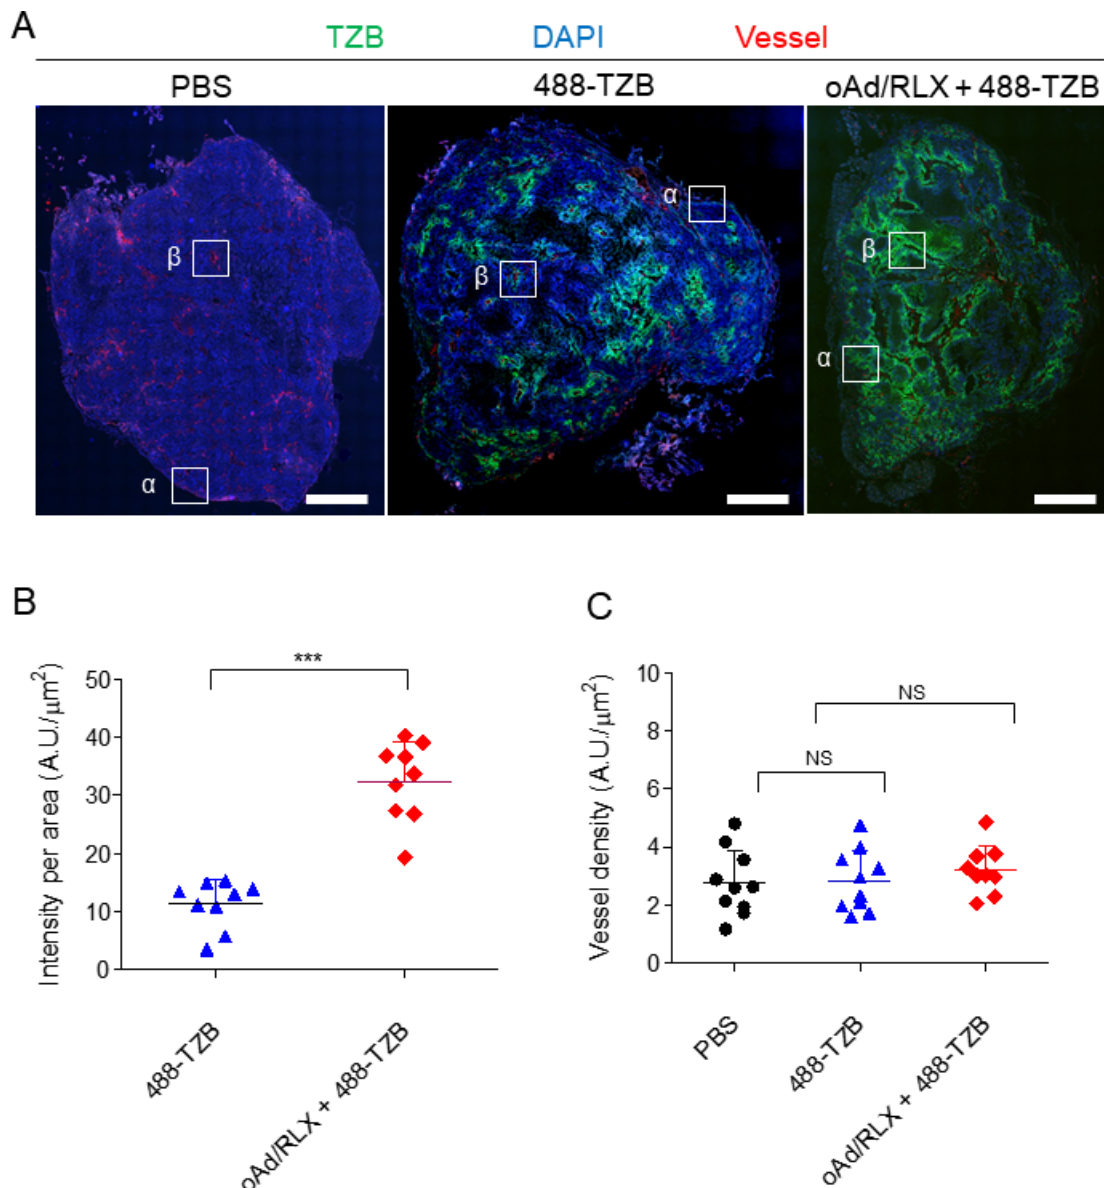 A
TZB DAPI Vessel
PBS 488-TZB oAd/RLX + 488-TZB
α
β β
α
β
α
B
C
Intensity per area (A.U./μm²)
50
40
30
20
10
0
***
488-TZB
oAd/RLX + 488-TZB
Vessel density (A.U./μm²)
10
8
6
4
2
0
NS
NS
PBS
488-TZB
oAd/RLX + 488-TZB